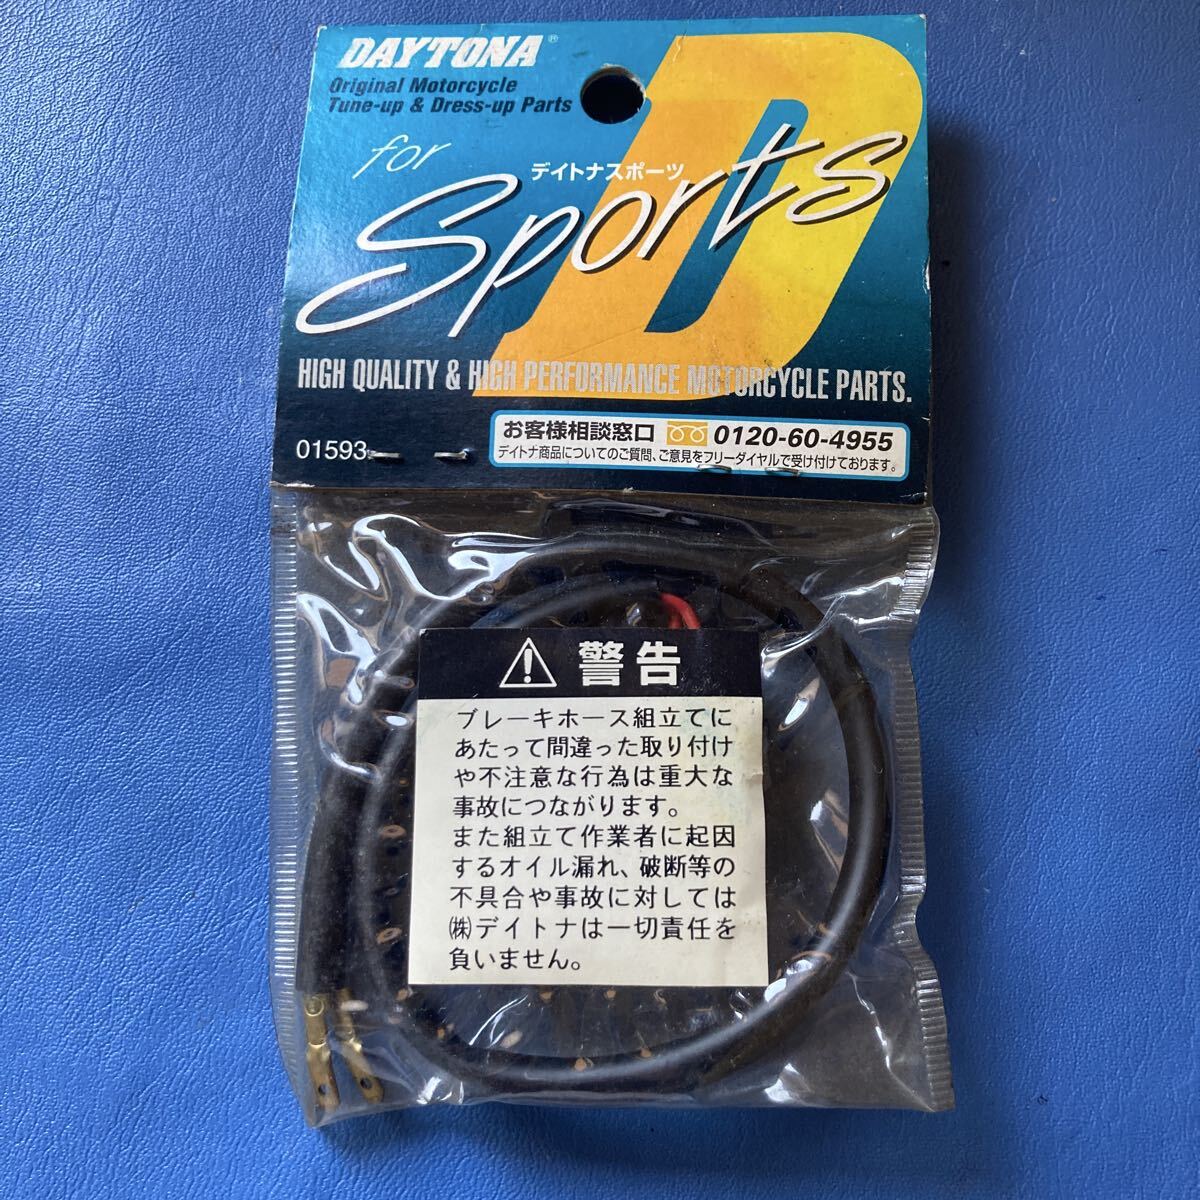 DAYTONA®
Original Motorcycle
Tune-up & Dress-up Parts
for
デイトナスポーツ
Sports
HIGH QUALITY & HIGH PERFORMANCE MOTORCYCLE PARTS.
01593
お客様相談窓口 0120-60-4955
デイトナ商品についてのご質問、ご意見をフリーダイヤルで受け付けております。
警告
ブレーキホース組立てに
あたって間違った取り付け
や不注意な行為は重大な
事故につながります。
また組立て作業者に起因
するオイル漏れ、破断等の
不具合や事故に対しては
㈱デイトナは一切責任を
負いません。